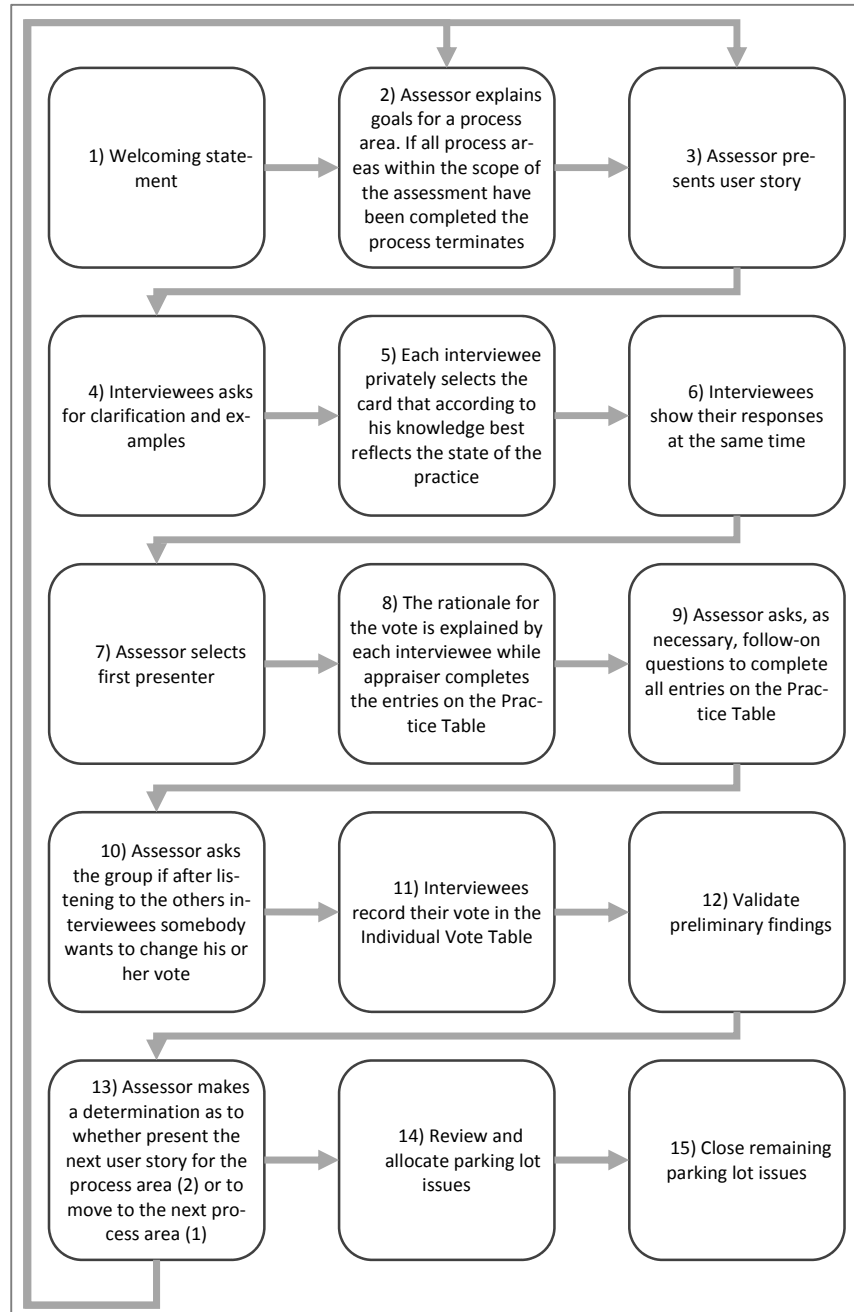 1) Welcoming state-
ment
2) Assessor explains
goals for a process
area. If all process ar-
eas within the scope of
the assessment have
been completed the
process terminates
3) Assessor pre-
sents user story
4) Interviewees asks
for clarification and ex-
amples
5) Each interviewee
privately selects the
card that according to
his knowledge best
reflects the state of the
practice
6) Interviewees
show their responses
at the same time
7) Assessor selects
first presenter
8) The rationale for
the vote is explained by
each interviewee while
appraiser completes
the entries on the Prac-
tice Table
9) Assessor asks, as
necessary, follow-on
questions to complete
all entries on the Prac-
tice Table
10) Assessor asks
the group if after lis-
tening to the others in-
terviewees somebody
wants to change his or
her vote
11) Interviewees
record their vote in the
Individual Vote Table
12) Validate
preliminary findings
13) Assessor makes
a determination as to
whether present the
next user story for the
process area (2) or to
move to the next pro-
cess area (1)
14) Review and
allocate parking lot
issues
15) Close remaining
parking lot issues